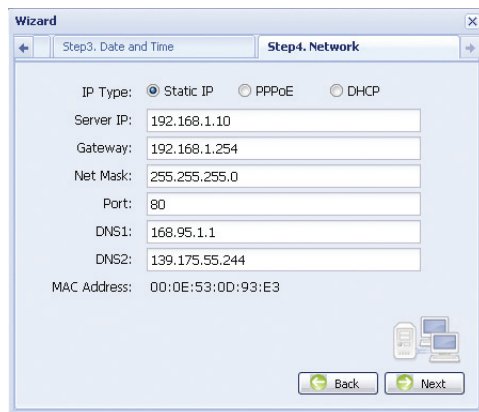 Wizard
Step3. Date and Time
Step4. Network
IP Type: Static IP PPPoE DHCP
Server IP: 192.168.1.10
Gateway: 192.168.1.254
Net Mask: 255.255.255.0
Port: 80
DNS1: 168.95.1.1
DNS2: 139.175.55.244
MAC Address: 00:0E:53:0D:93:E3
Back Next